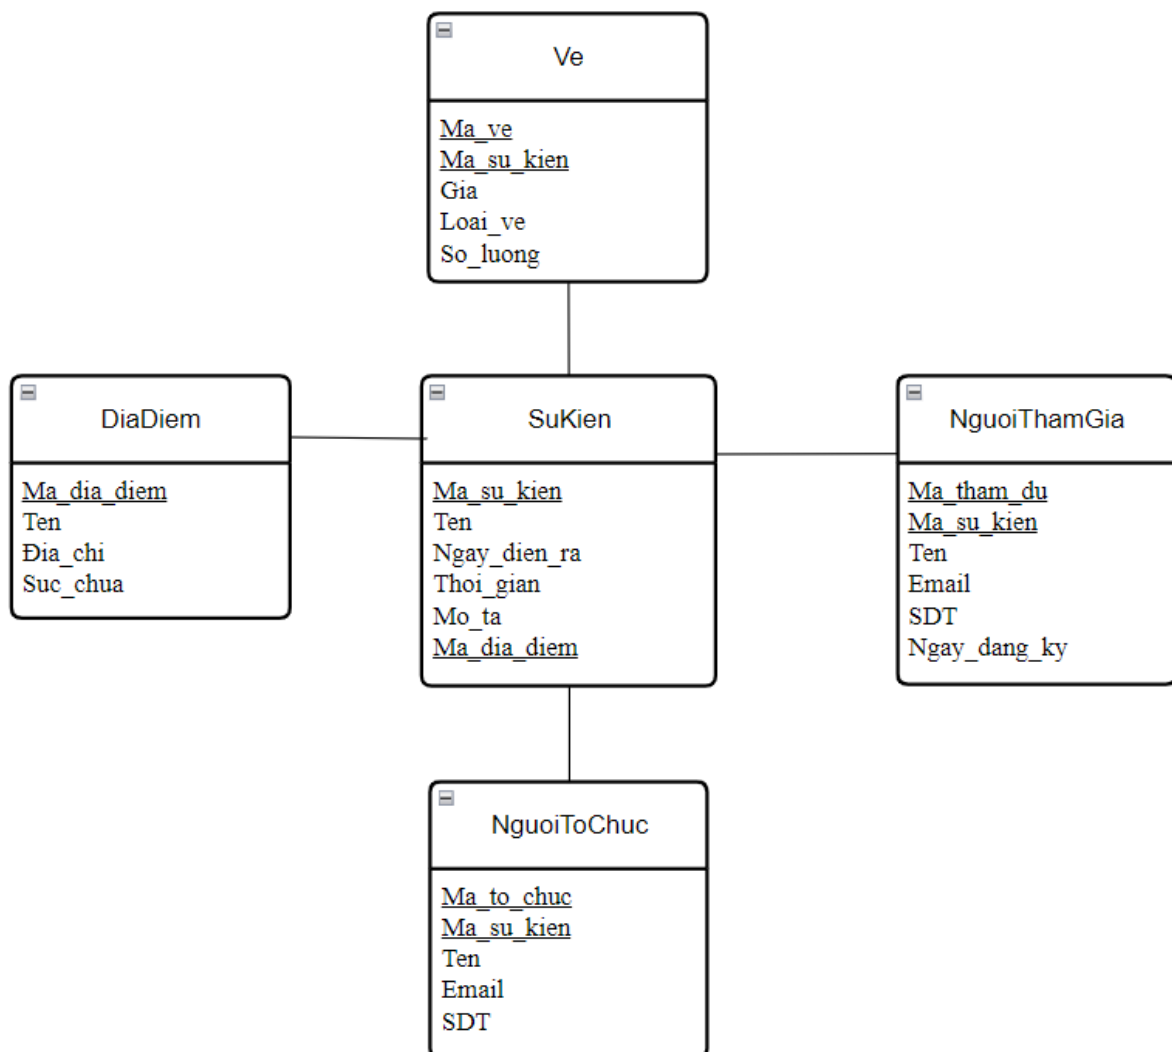 Ve
Ma_ve
Ma_su_kien
Gia
Loai_ve
So_luong
DiaDiem
Ma_dia_diem
Ten
Đia_chi
Suc_chua
SuKien
Ma_su_kien
Ten
Ngay_dien_ra
Thoi_gian
Mo_ta
Ma_dia_diem
NguoiThamGia
Ma_tham_du
Ma_su_kien
Ten
Email
SDT
Ngay_dang_ky
NguoiToChuc
Ma_to_chuc
Ma_su_kien
Ten
Email
SDT